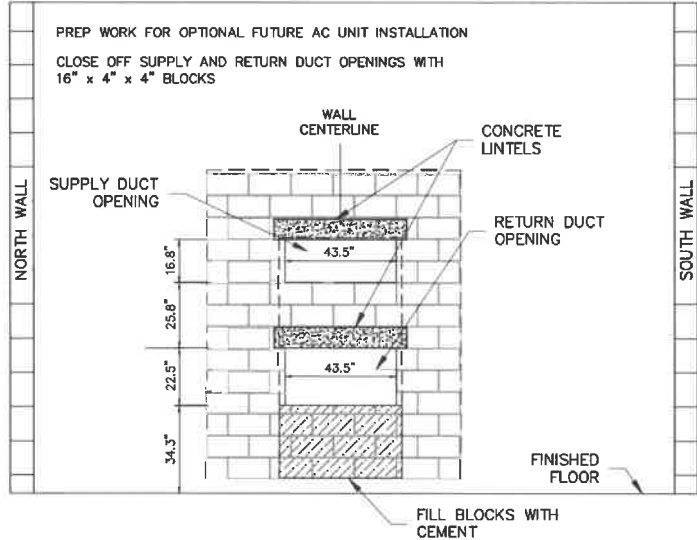 PREP WORK FOR OPTIONAL FUTURE AC UNIT INSTALLATION
CLOSE OFF SUPPLY AND RETURN DUCT OPENINGS WITH
16" x 4" x 4" BLOCKS
WALL
CENTERLINE
CONCRETE
LINTELS
SUPPLY DUCT
OPENING
RETURN DUCT
OPENING
NORTH WALL
SOUTH WALL
43.5"
16.8"
25.8"
43.5"
22.5"
34.3"
FINISHED
FLOOR
FILL BLOCKS WITH
CEMENT